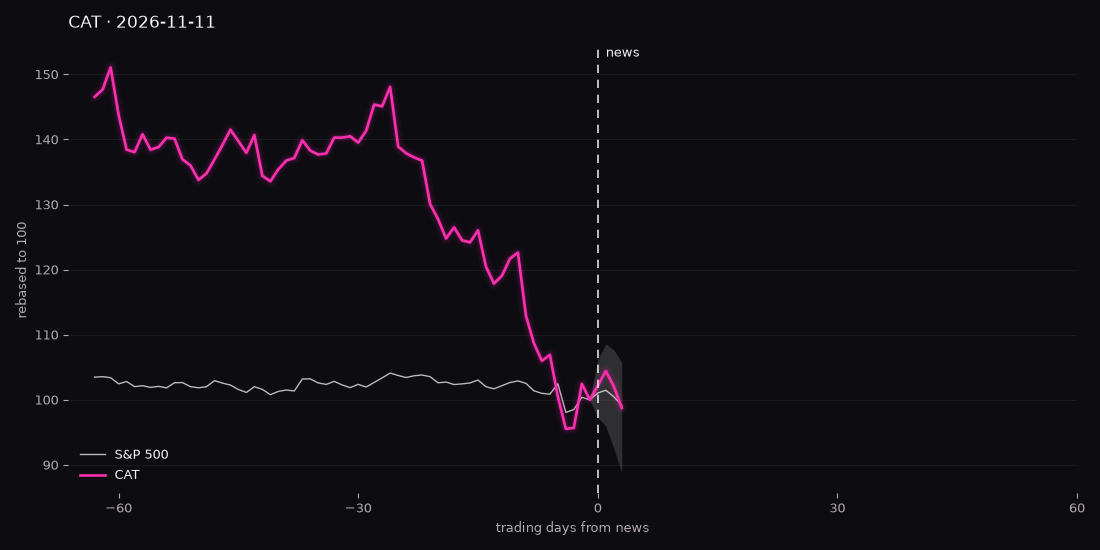 CAT · 2026-11-11
news
150
140
130
120
110
100
90
rebased to 100
S&P 500
CAT
−60
−30
0
30
60
trading days from news